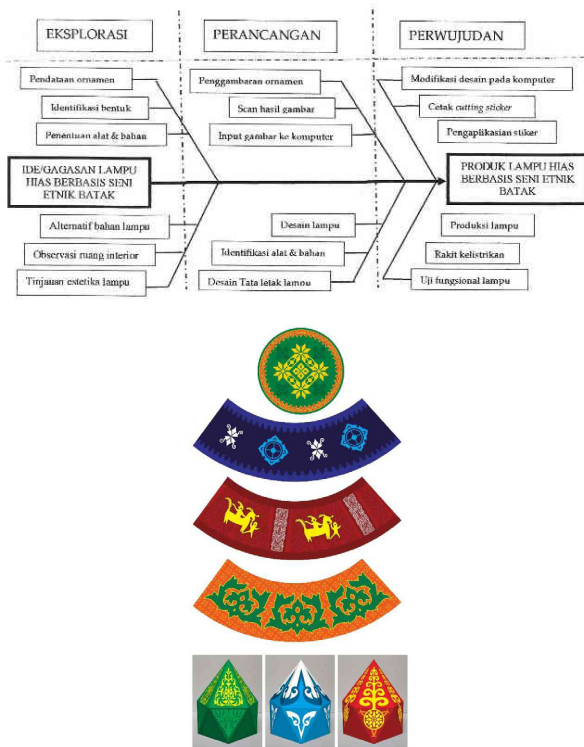 EKSPLORASI
PERANCANGAN
PERWUJUDAN
Pendataan ornamen
Identifikasi bentuk
Penentuan alat & bahan
Penggambaran ornamen
Scan hasil gambar
Input gambar ke komputer
Modifikasi desain pada komputer
Cetak cutting sticker
Pengaplikasian stiker
IDE/GAGASAN LAMPU
HIAS BERBASIS SENI
ETNIK BATAK
PRODUK LAMPU HIAS
BERBASIS SENI ETNIK
BATAK
Alternatif bahan lampu
Observasi ruang interior
Tinjauan estetika lampu
Desain lampu
Identifikasi alat & bahan
Desain Tata letak lampu
Produksi lampu
Rakit kelistrikan
Uji fungsional lampu